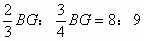 2/3 BG：3/4 BG = 8：9